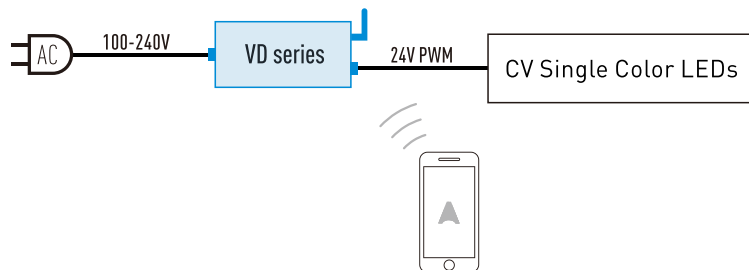 AC
100-240V
VD series
24V PWM
CV Single Color LEDs
A